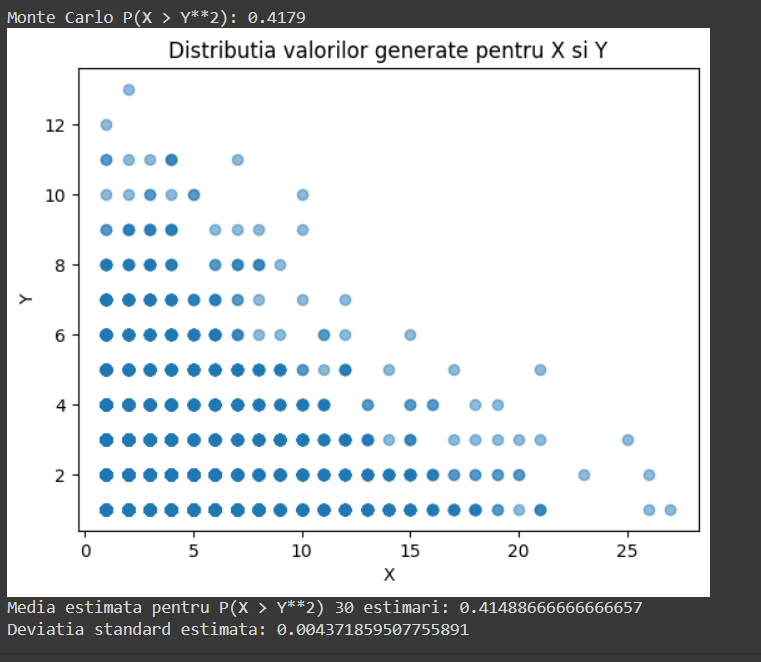 Monte Carlo P(X > Y**2): 0.4179
Distributia valorilor generate pentru X si Y
12
10
8
6
4
2
Y
0 5 10 15 20 25
X
Media estimata pentru P(X > Y**2) 30 estimari: 0.41488666666666657
Deviatia standard estimata: 0.004371859507755891